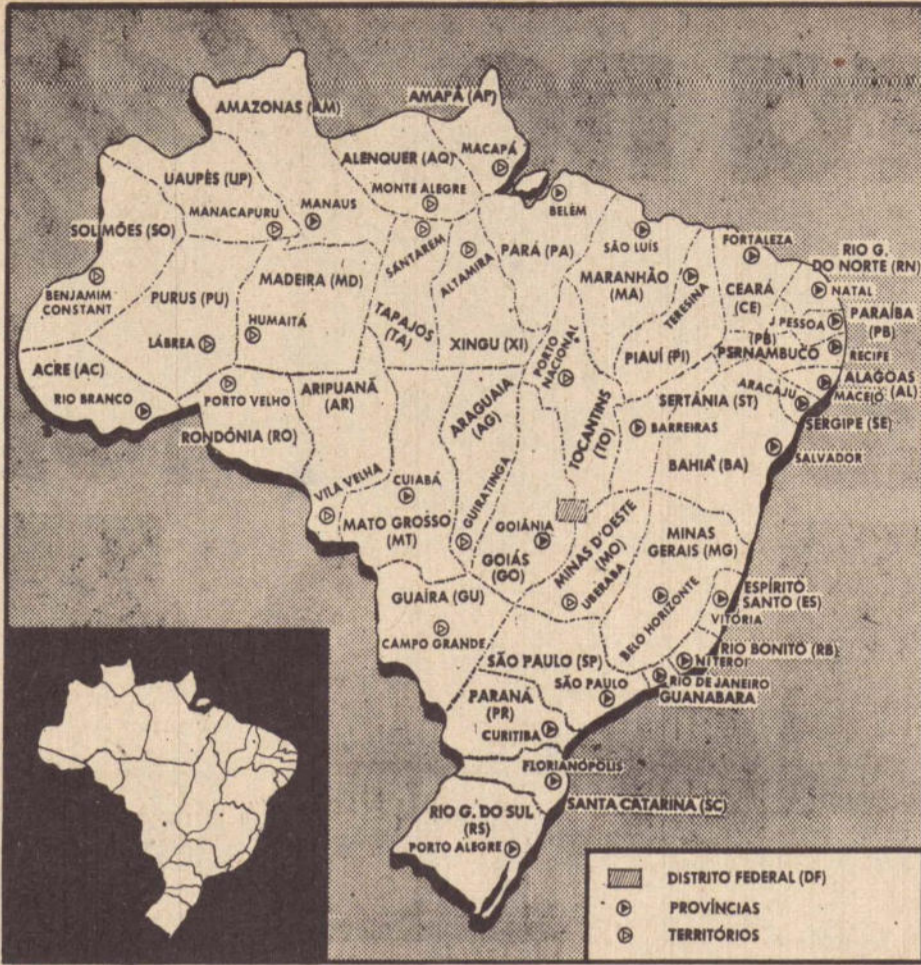 AMAZONAS (AM)
AMAPÁ (AP)
MACAPÁ
ALENQUER (AQ)
UAUPÉS (UP)
MONTE ALEGRE
BELÉM
MANACAPURU
MANAUS
SOLIMÕES (SO)
SANTARÉM
ALTAMIRA
PARÁ (PA)
SÃO LUÍS
FORTALEZA
RIO G.
DO NORTE (RN)
MARANHÃO
(MA)
TERESINA
CEARÁ
(CE)
NATAL
MADEIRA (MD)
BENJAMIM
CONSTANT
PURUS (PU)
HUMAITÁ
TAPAJOS
(TA)
PARAÍBA
(PB)
J. PESSOA
(PB)
LÁBREA
XINGU (XI)
PORTO
NACIONAL
PIAUÍ (PI)
PERNAMBUCO
RECIFE
ACRE (AC)
RIO BRANCO
PORTO VELHO
ARIPUANÃ
(AR)
ARAGUAIA
(AG)
ALAGOAS
(AL)
MACEIÓ
ARACAJU
SERTÂNIA (ST)
SERGIPE (SE)
RONDÔNIA (RO)
TOCANTINS
(TO)
BARREIRAS
BAHIA (BA)
SALVADOR
VILA VELHA
CUIABÁ
GUIRATINGA
MATO GROSSO
(MT)
GOIÂNIA
GOIÁS
(GO)
MINAS D'OESTE
(MO)
UBERABA
MINAS
GERAIS (MG)
BELO HORIZONTE
ESPÍRITO
SANTO (ES)
VITÓRIA
GUAÍRA (GU)
CAMPO GRANDE
RIO BONITO (RB)
NITEROI
SÃO PAULO (SP)
SÃO PAULO
RIO DE JANEIRO
GUANABARA
PARANÁ
(PR)
CURITIBA
FLORIANÓPOLIS
SANTA CATARINA (SC)
RIO G. DO SUL
(RS)
PORTO ALEGRE
DISTRITO FEDERAL (DF)
PROVÍNCIAS
TERRITÓRIOS